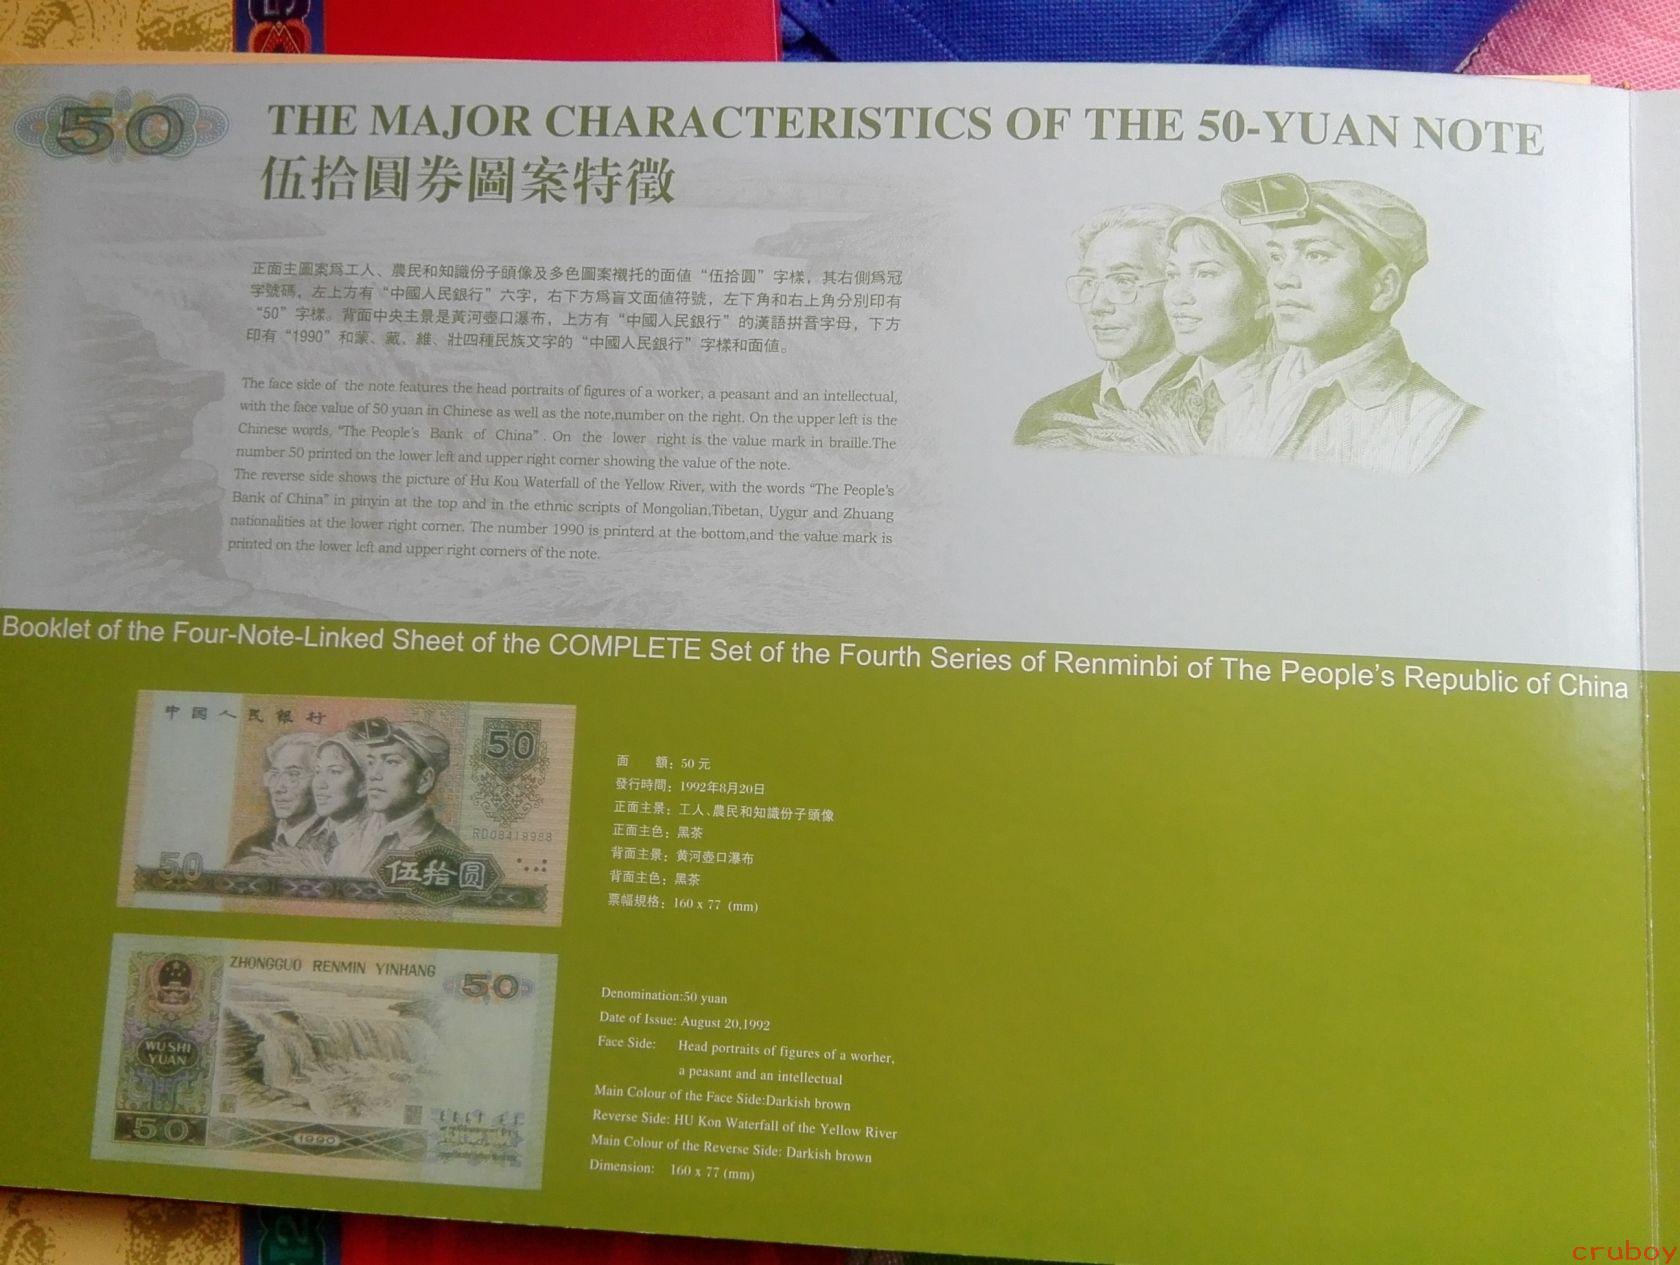 50
THE MAJOR CHARACTERISTICS OF THE 50-YUAN NOTE
伍拾圓券圖案特徵
正面主圖案爲工人、農民和知識份子頭像及多色圖案襯托的面值“伍拾圓”字樣，其右側爲冠
字號碼，左上方有“中國人民銀行”六字，右下方爲盲文面值符號，左下角和右上角分別印有
“50”字樣。背面中央主景是黃河壺口瀑布，上方有“中國人民銀行”的漢語拼音字母，下方
印有“1990”和蒙、藏、維、壯四種民族文字的“中國人民銀行”字樣和面值。
The face side of the note features the head portraits of figures of a worker, a peasant and an intellectual,
with the face value of 50 yuan in Chinese as well as the note,number on the right. On the upper left is the
Chinese words, “The People's Bank of China”. On the lower right is the value mark in braille.The
number 50 printed on the lower left and upper right corner showing the value of the note.
The reverse side shows the picture of Hu Kou Waterfall of the Yellow River, with the words “The People's
Bank of China” in pinyin at the top and in the ethnic scripts of Mongolian,Tibetan, Uygur and Zhuang
nationalities at the lower right corner. The number 1990 is printerd at the bottom,and the value mark is
printed on the lower left and upper right corners of the note.
Booklet of the Four-Note-Linked Sheet of the COMPLETE Set of the Fourth Series of Renminbi of The People's Republic of China
中国人民银行
50
RD08419988
50
伍拾圆
面 額：50 元
發行時間：1992年8月20日
正面主景：工人、農民和知識份子頭像
正面主色：黑茶
背面主景：黄河壺口瀑布
背面主色：黑茶
票幅規格：160 x 77 (mm)
ZHONGGUO RENMIN YINHANG
50
WU SHI
YUAN
50
1990
Denomination:50 yuan
Date of Issue: August 20,1992
Face Side: Head portraits of figures of a worher,
a peasant and an intellectual
Main Colour of the Face Side:Darkish brown
Reverse Side: HU Kon Waterfall of the Yellow River
Main Colour of the Reverse Side: Darkish brown
Dimension: 160 x 77 (mm)
cruboy